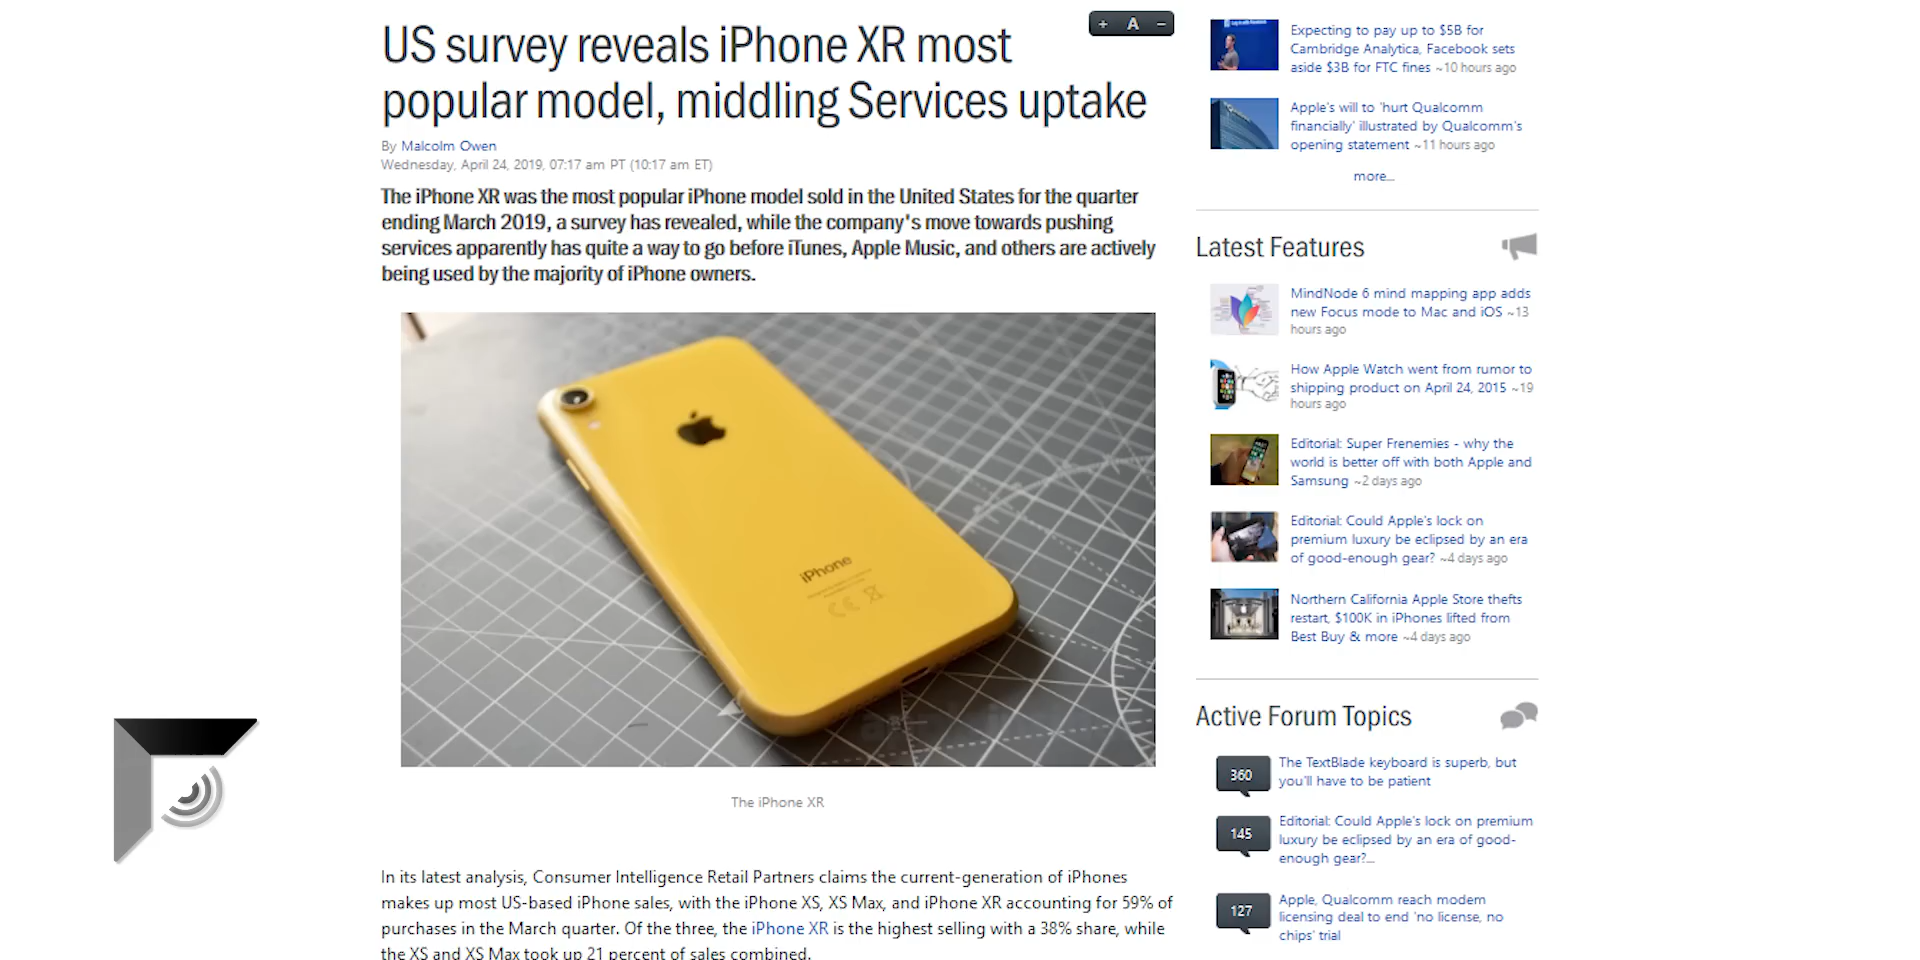 US survey reveals iPhone XR most
popular model, middling Services uptake
+ A −
By Malcolm Owen
Wednesday, April 24, 2019, 07:17 am PT (10:17 am ET)
The iPhone XR was the most popular iPhone model sold in the United States for the quarter
ending March 2019, a survey has revealed, while the company's move towards pushing
services apparently has quite a way to go before iTunes, Apple Music, and others are actively
being used by the majority of iPhone owners.
iPhone
The iPhone XR
In its latest analysis, Consumer Intelligence Retail Partners claims the current-generation of iPhones
makes up most US-based iPhone sales, with the iPhone XS, XS Max, and iPhone XR accounting for 59% of
purchases in the March quarter. Of the three, the iPhone XR is the highest selling with a 38% share, while
the XS and XS Max took up 21 percent of sales combined.
Expecting to pay up to $5B for
Cambridge Analytica, Facebook sets
aside $3B for FTC fines ~10 hours ago
Apple's will to 'hurt Qualcomm
financially' illustrated by Qualcomm's
opening statement ~11 hours ago
more...
Latest Features
MindNode 6 mind mapping app adds
new Focus mode to Mac and iOS ~13
hours ago
How Apple Watch went from rumor to
shipping product on April 24, 2015 ~19
hours ago
Editorial: Super Frenemies - why the
world is better off with both Apple and
Samsung ~2 days ago
Editorial: Could Apple's lock on
premium luxury be eclipsed by an era
of good-enough gear? ~4 days ago
Northern California Apple Store thefts
restart, $100K in iPhones lifted from
Best Buy & more ~4 days ago
Active Forum Topics
360
The TextBlade keyboard is superb, but
you'll have to be patient
145
Editorial: Could Apple's lock on premium
luxury be eclipsed by an era of good-
enough gear?...
127
Apple, Qualcomm reach modem
licensing deal to end 'no license, no
chips' trial